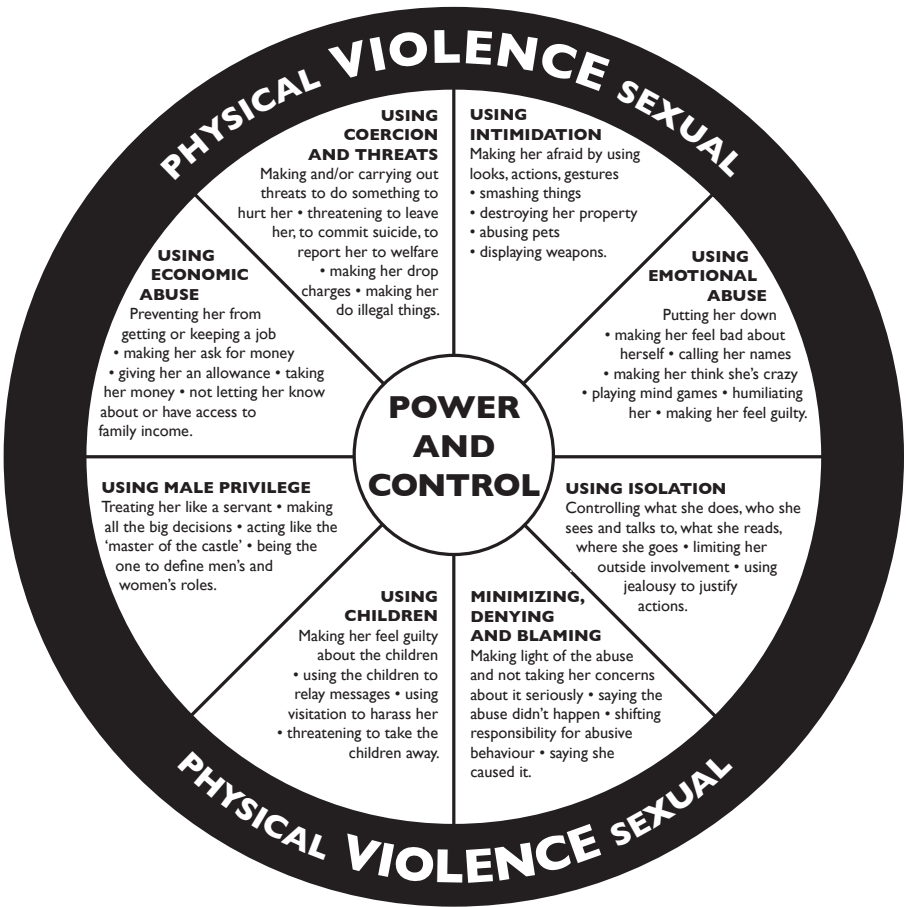 PHYSICAL VIOLENCE SEXUAL
USING
COERCION
AND THREATS
Making and/or carrying out
threats to do something to
hurt her • threatening to leave
her, to commit suicide, to
report her to welfare
• making her drop
charges • making her
do illegal things.
USING
INTIMIDATION
Making her afraid by using
looks, actions, gestures
• smashing things
• destroying her property
• abusing pets
• displaying weapons.
USING
EMOTIONAL
ABUSE
Putting her down
• making her feel bad about
herself • calling her names
• making her think she’s crazy
• playing mind games • humiliating
her • making her feel guilty.
USING ISOLATION
Controlling what she does, who she
sees and talks to, what she reads,
where she goes • limiting her
outside involvement • using
jealousy to justify
actions.
MINIMIZING,
DENYING
AND BLAMING
Making light of the abuse
and not taking her concerns
about it seriously • saying the
abuse didn’t happen • shifting
responsibility for abusive
behaviour • saying she
caused it.
USING
CHILDREN
Making her feel guilty
about the children
• using the children to
relay messages • using
visitation to harass her
• threatening to take the
children away.
USING MALE PRIVILEGE
Treating her like a servant • making
all the big decisions • acting like the
‘master of the castle’ • being the
one to define men’s and
women’s roles.
USING
ECONOMIC
ABUSE
Preventing her from
getting or keeping a job
• making her ask for money
• giving her an allowance • taking
her money • not letting her know
about or have access to
family income.
POWER
AND
CONTROL
PHYSICAL VIOLENCE SEXUAL